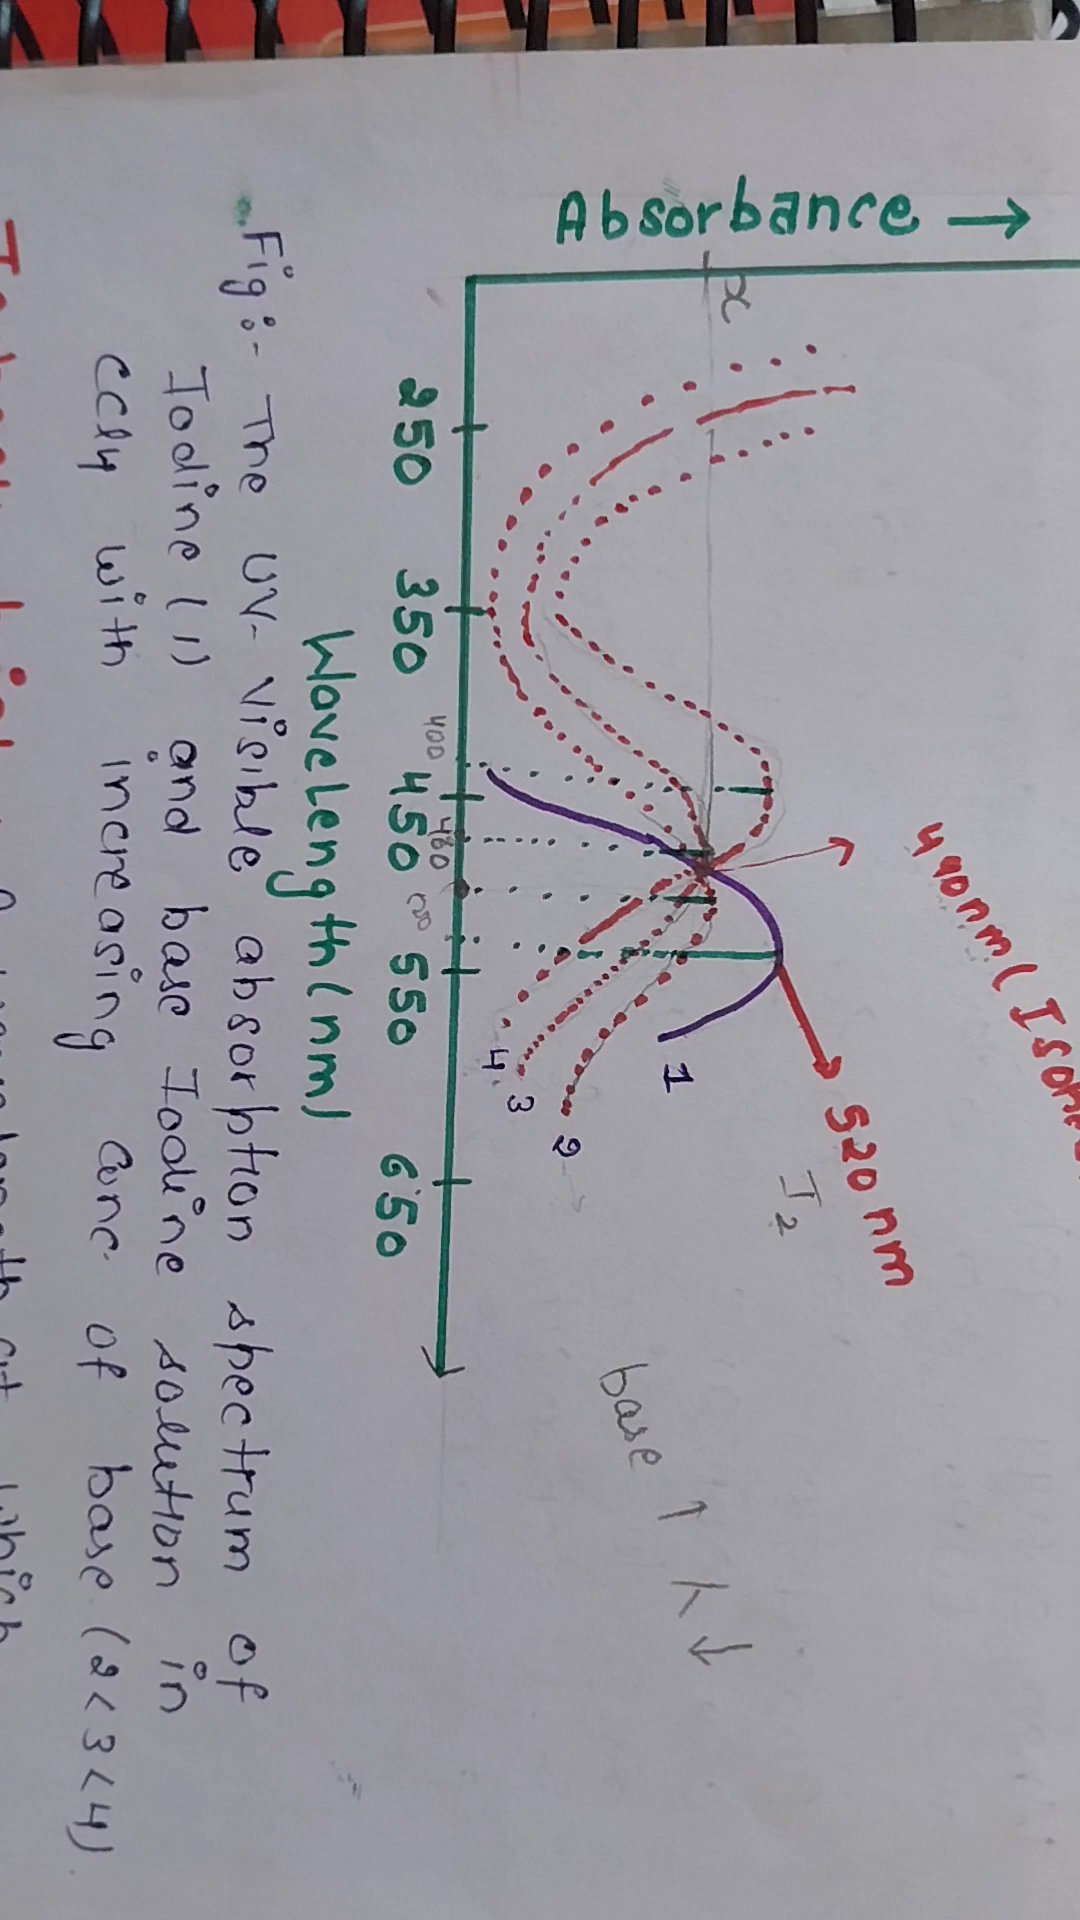 Absorbance →
x
440nm (Iso
520 nm
I2
1
2
3
4
base ↑ λ ↓
250 350 400 450 480 550 650
Wavelength (nm)
Fig :- The UV-Visible absorption spectrum of
Iodine (1) and base Iodine solution in
CCl4 with increasing conc. of base (2<3<4)
which